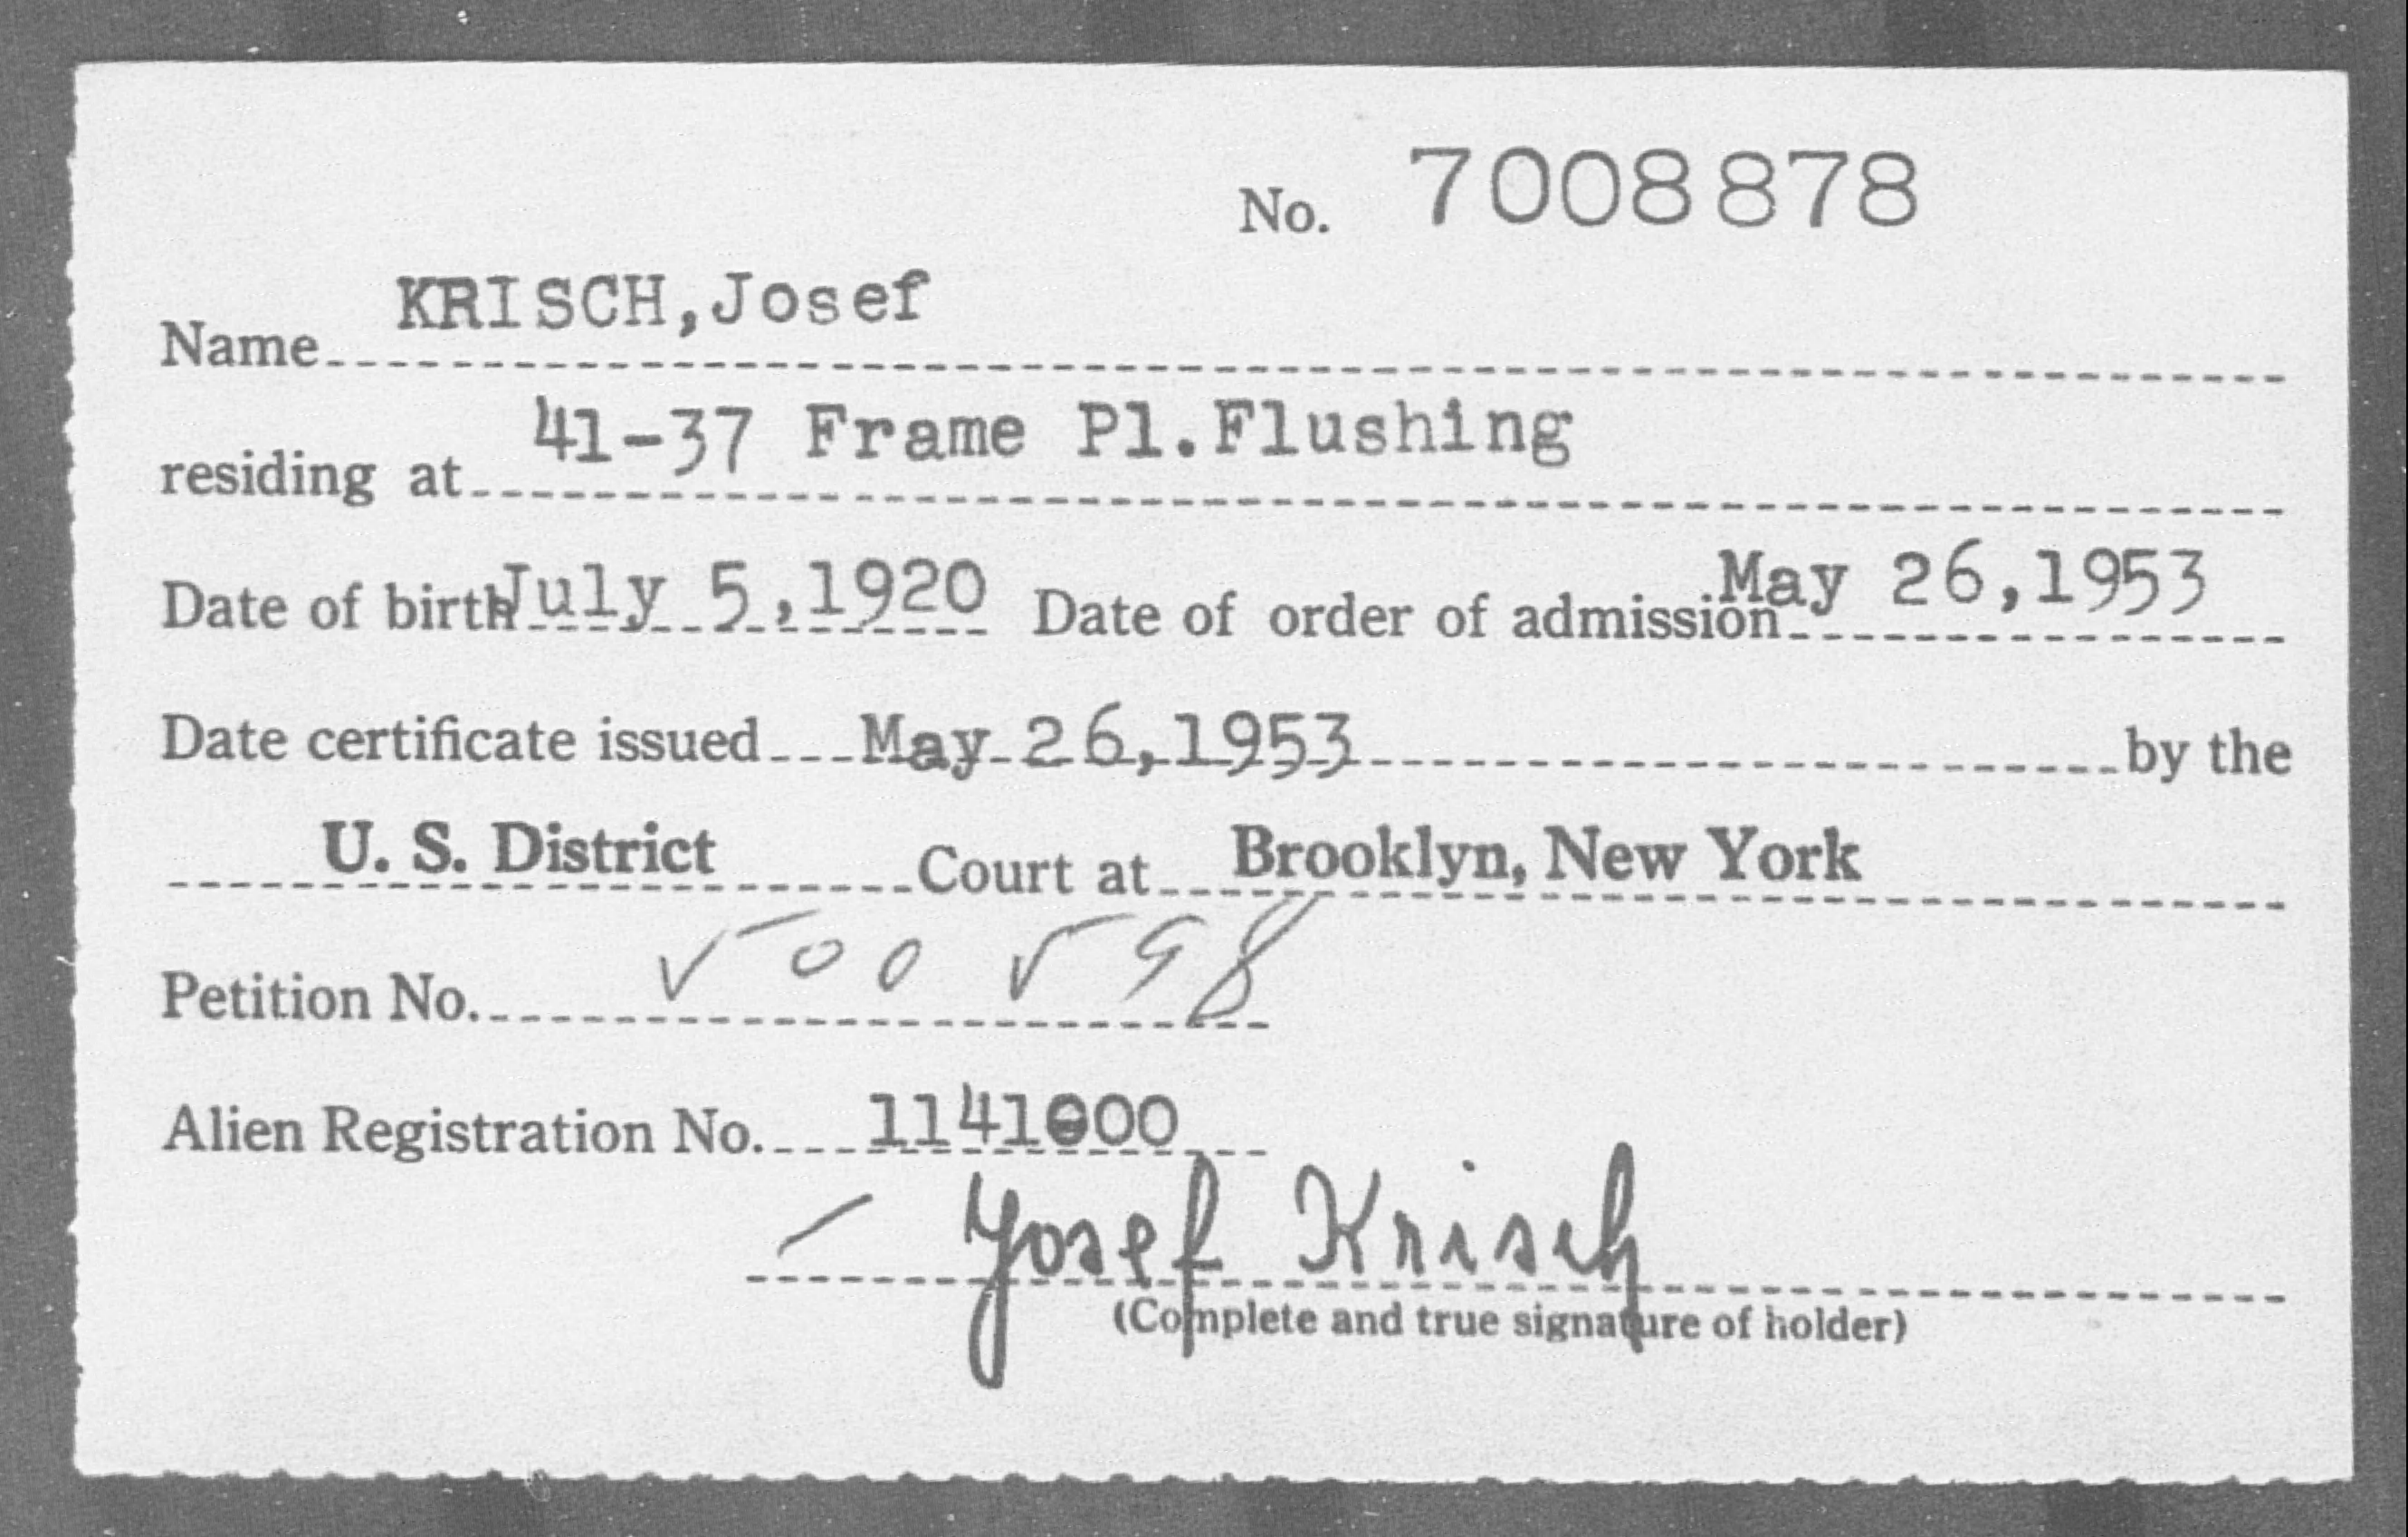 No. 7008878
Name KRISCH,Josef
residing at 41-37 Frame Pl.Flushing
Date of birth July 5,1920 Date of order of admission May 26,1953
Date certificate issued May 26,1953 by the
U. S. District Court at Brooklyn, New York
Petition No. 500598
Alien Registration No. 1141000
Josef Krisch
(Complete and true signature of holder)